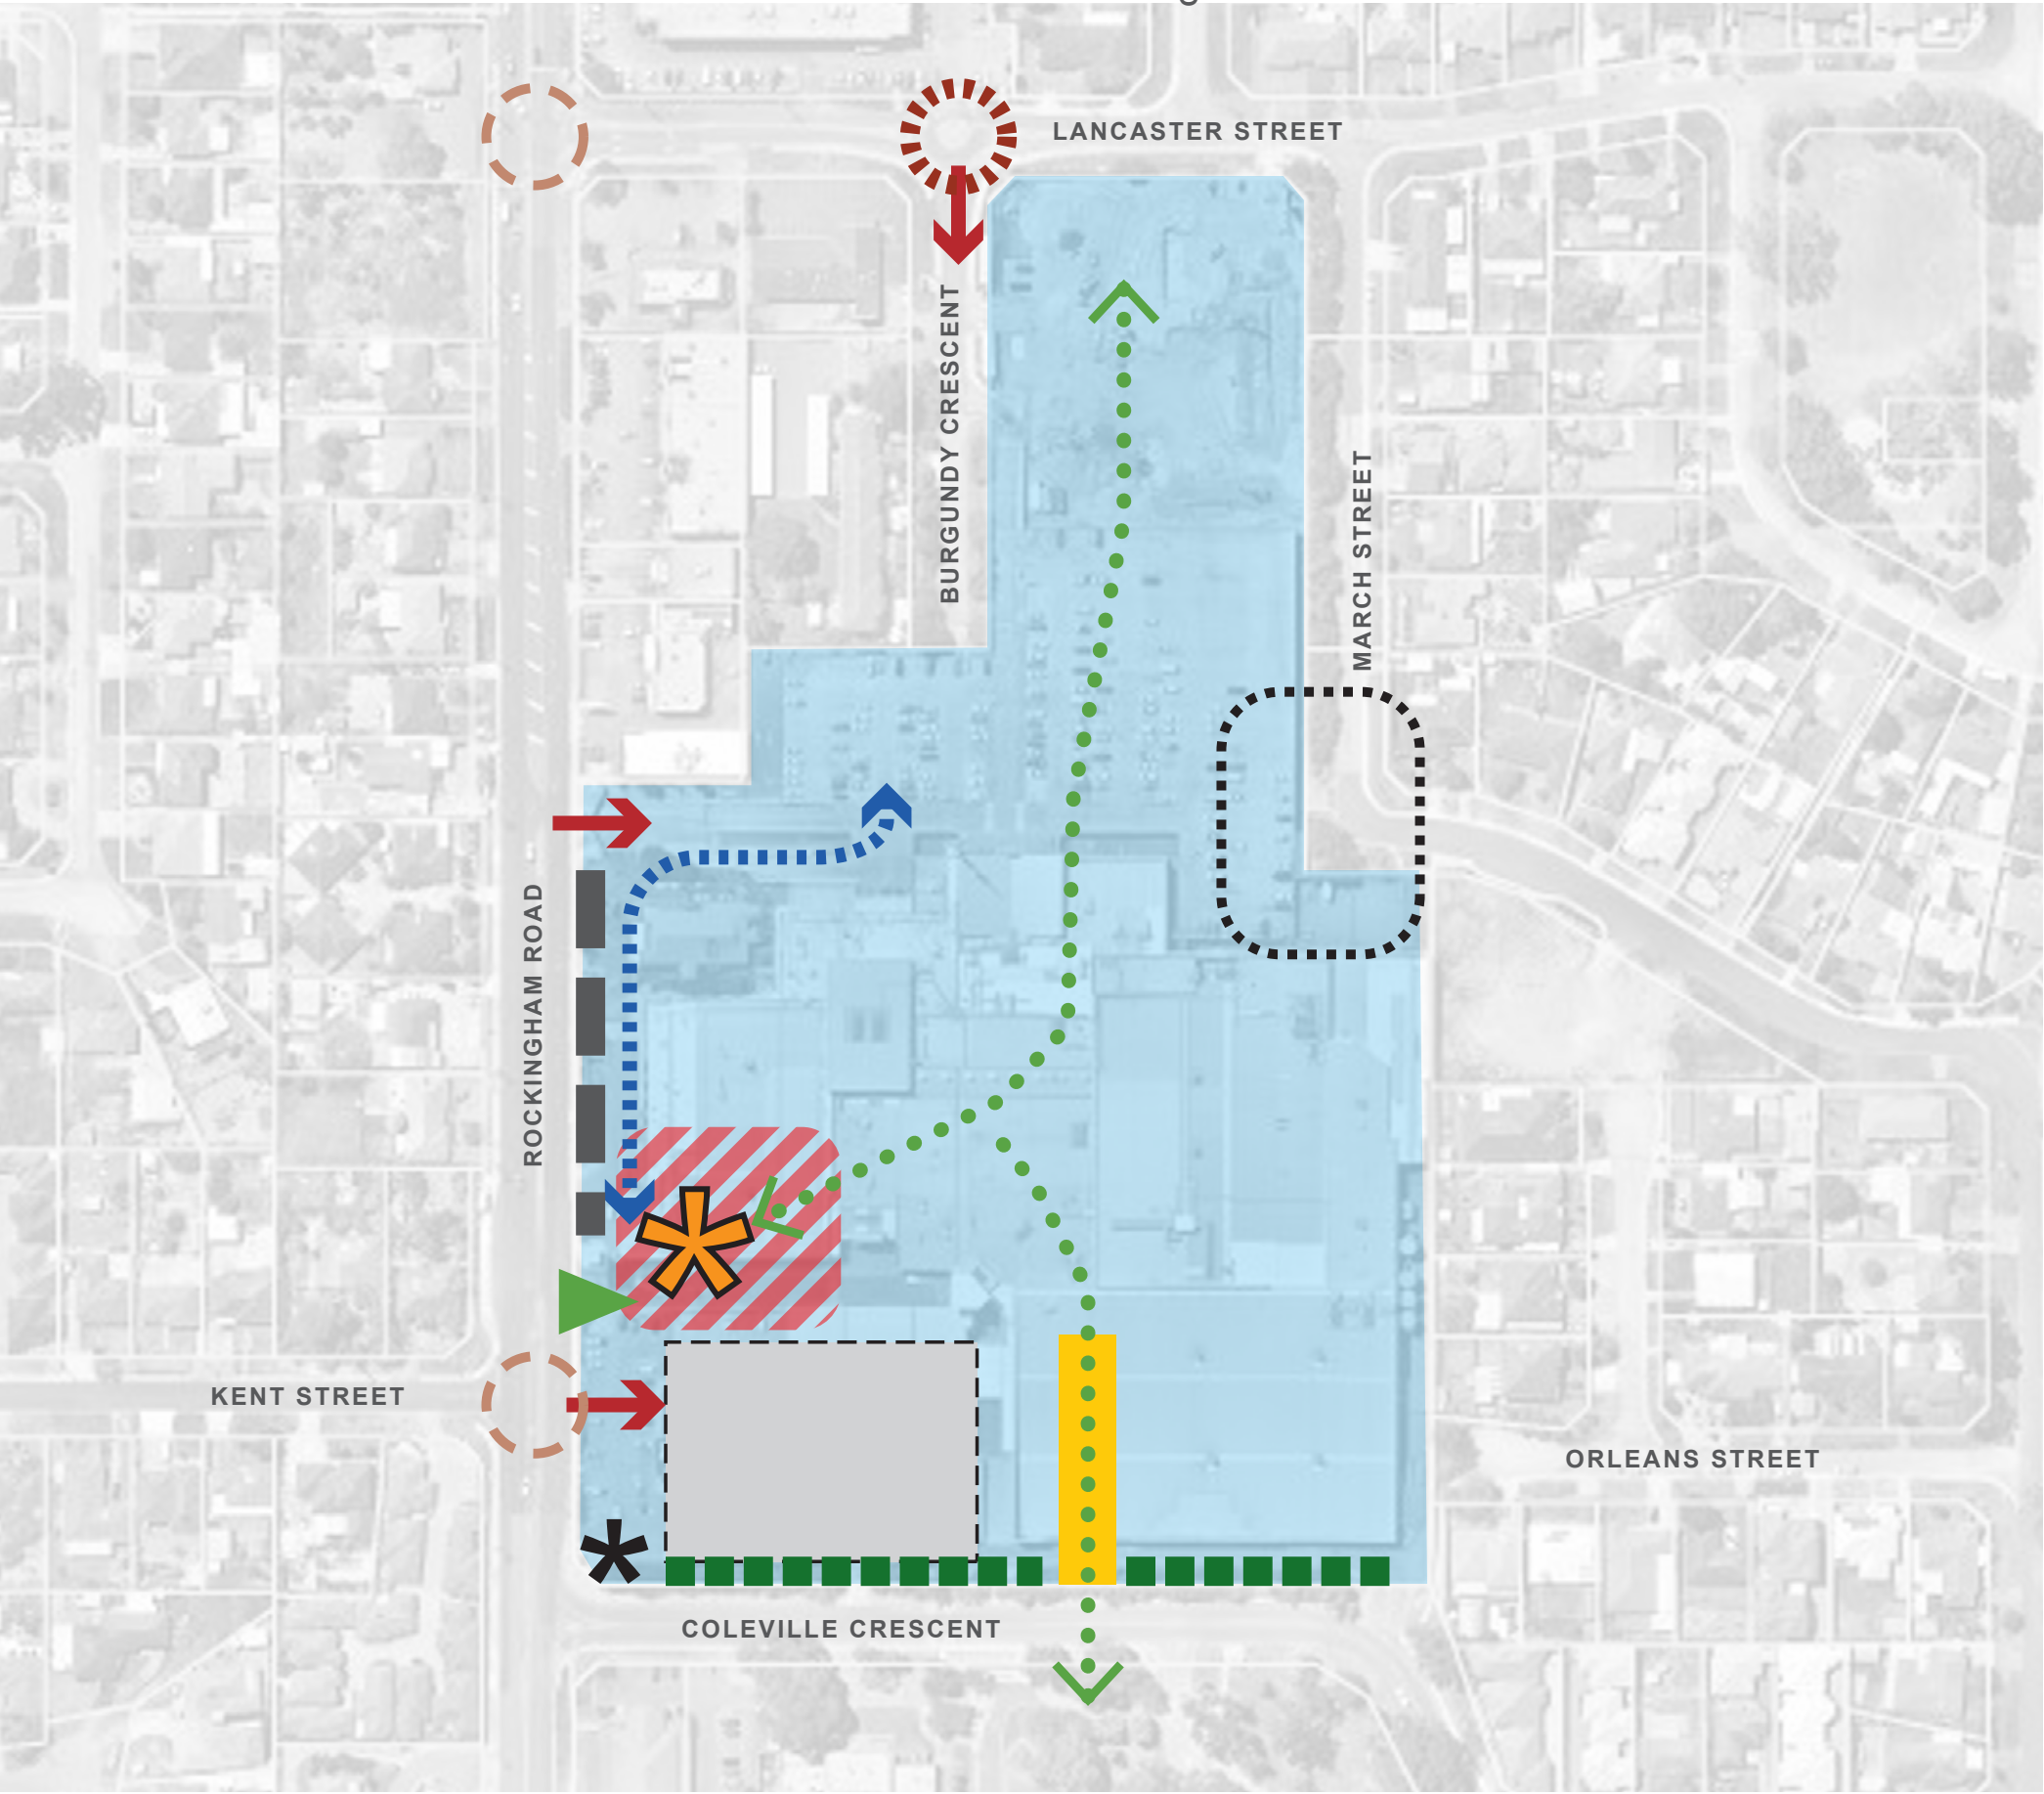 LANCASTER STREET
BURGUNDY CRESCENT
MARCH STREET
ROCKINGHAM ROAD
KENT STREET
ORLEANS STREET
COLEVILLE CRESCENT